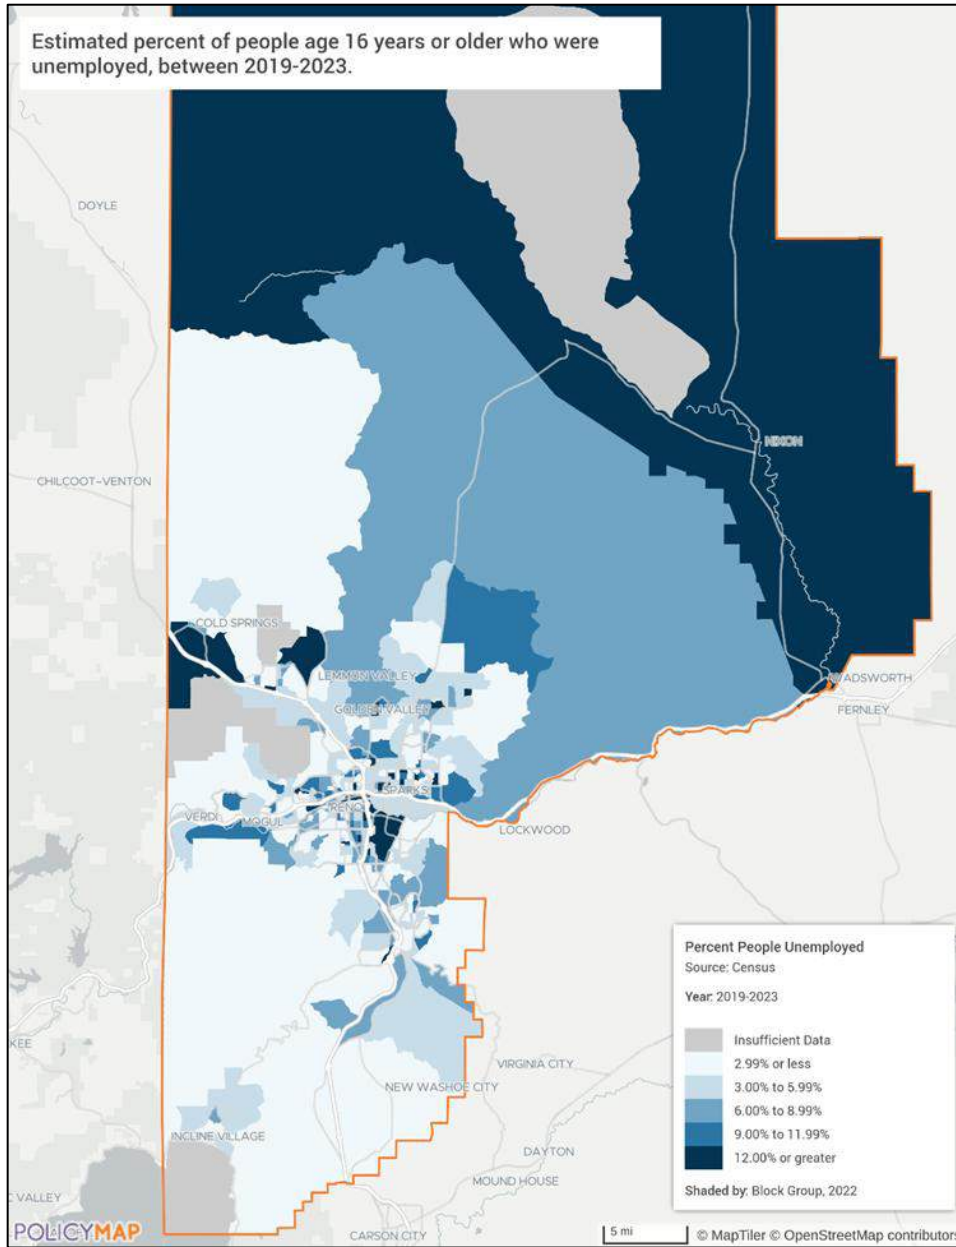 Estimated percent of people age 16 years or older who were
unemployed, between 2019-2023.
DOYLE
NIXON
CHILCOOT-VENTON
COLD SPRINGS
LEMMON VALLEY
WADSWORTH
GOLDEN VALLEY
FERNLEY
SPARKS
RENO
VERDI
MOGUL
LOCKWOOD
Percent People Unemployed
Source: Census
Year: 2019-2023
Insufficient Data
2.99% or less
3.00% to 5.99%
6.00% to 8.99%
9.00% to 11.99%
12.00% or greater
Shaded by: Block Group, 2022
KEE
VIRGINIA CITY
NEW WASHOE CITY
INCLINE VILLAGE
DAYTON
MOUND HOUSE
VALLEY
CARSON CITY
POLICYMAP
5 mi
© MapTiler © OpenStreetMap contributors